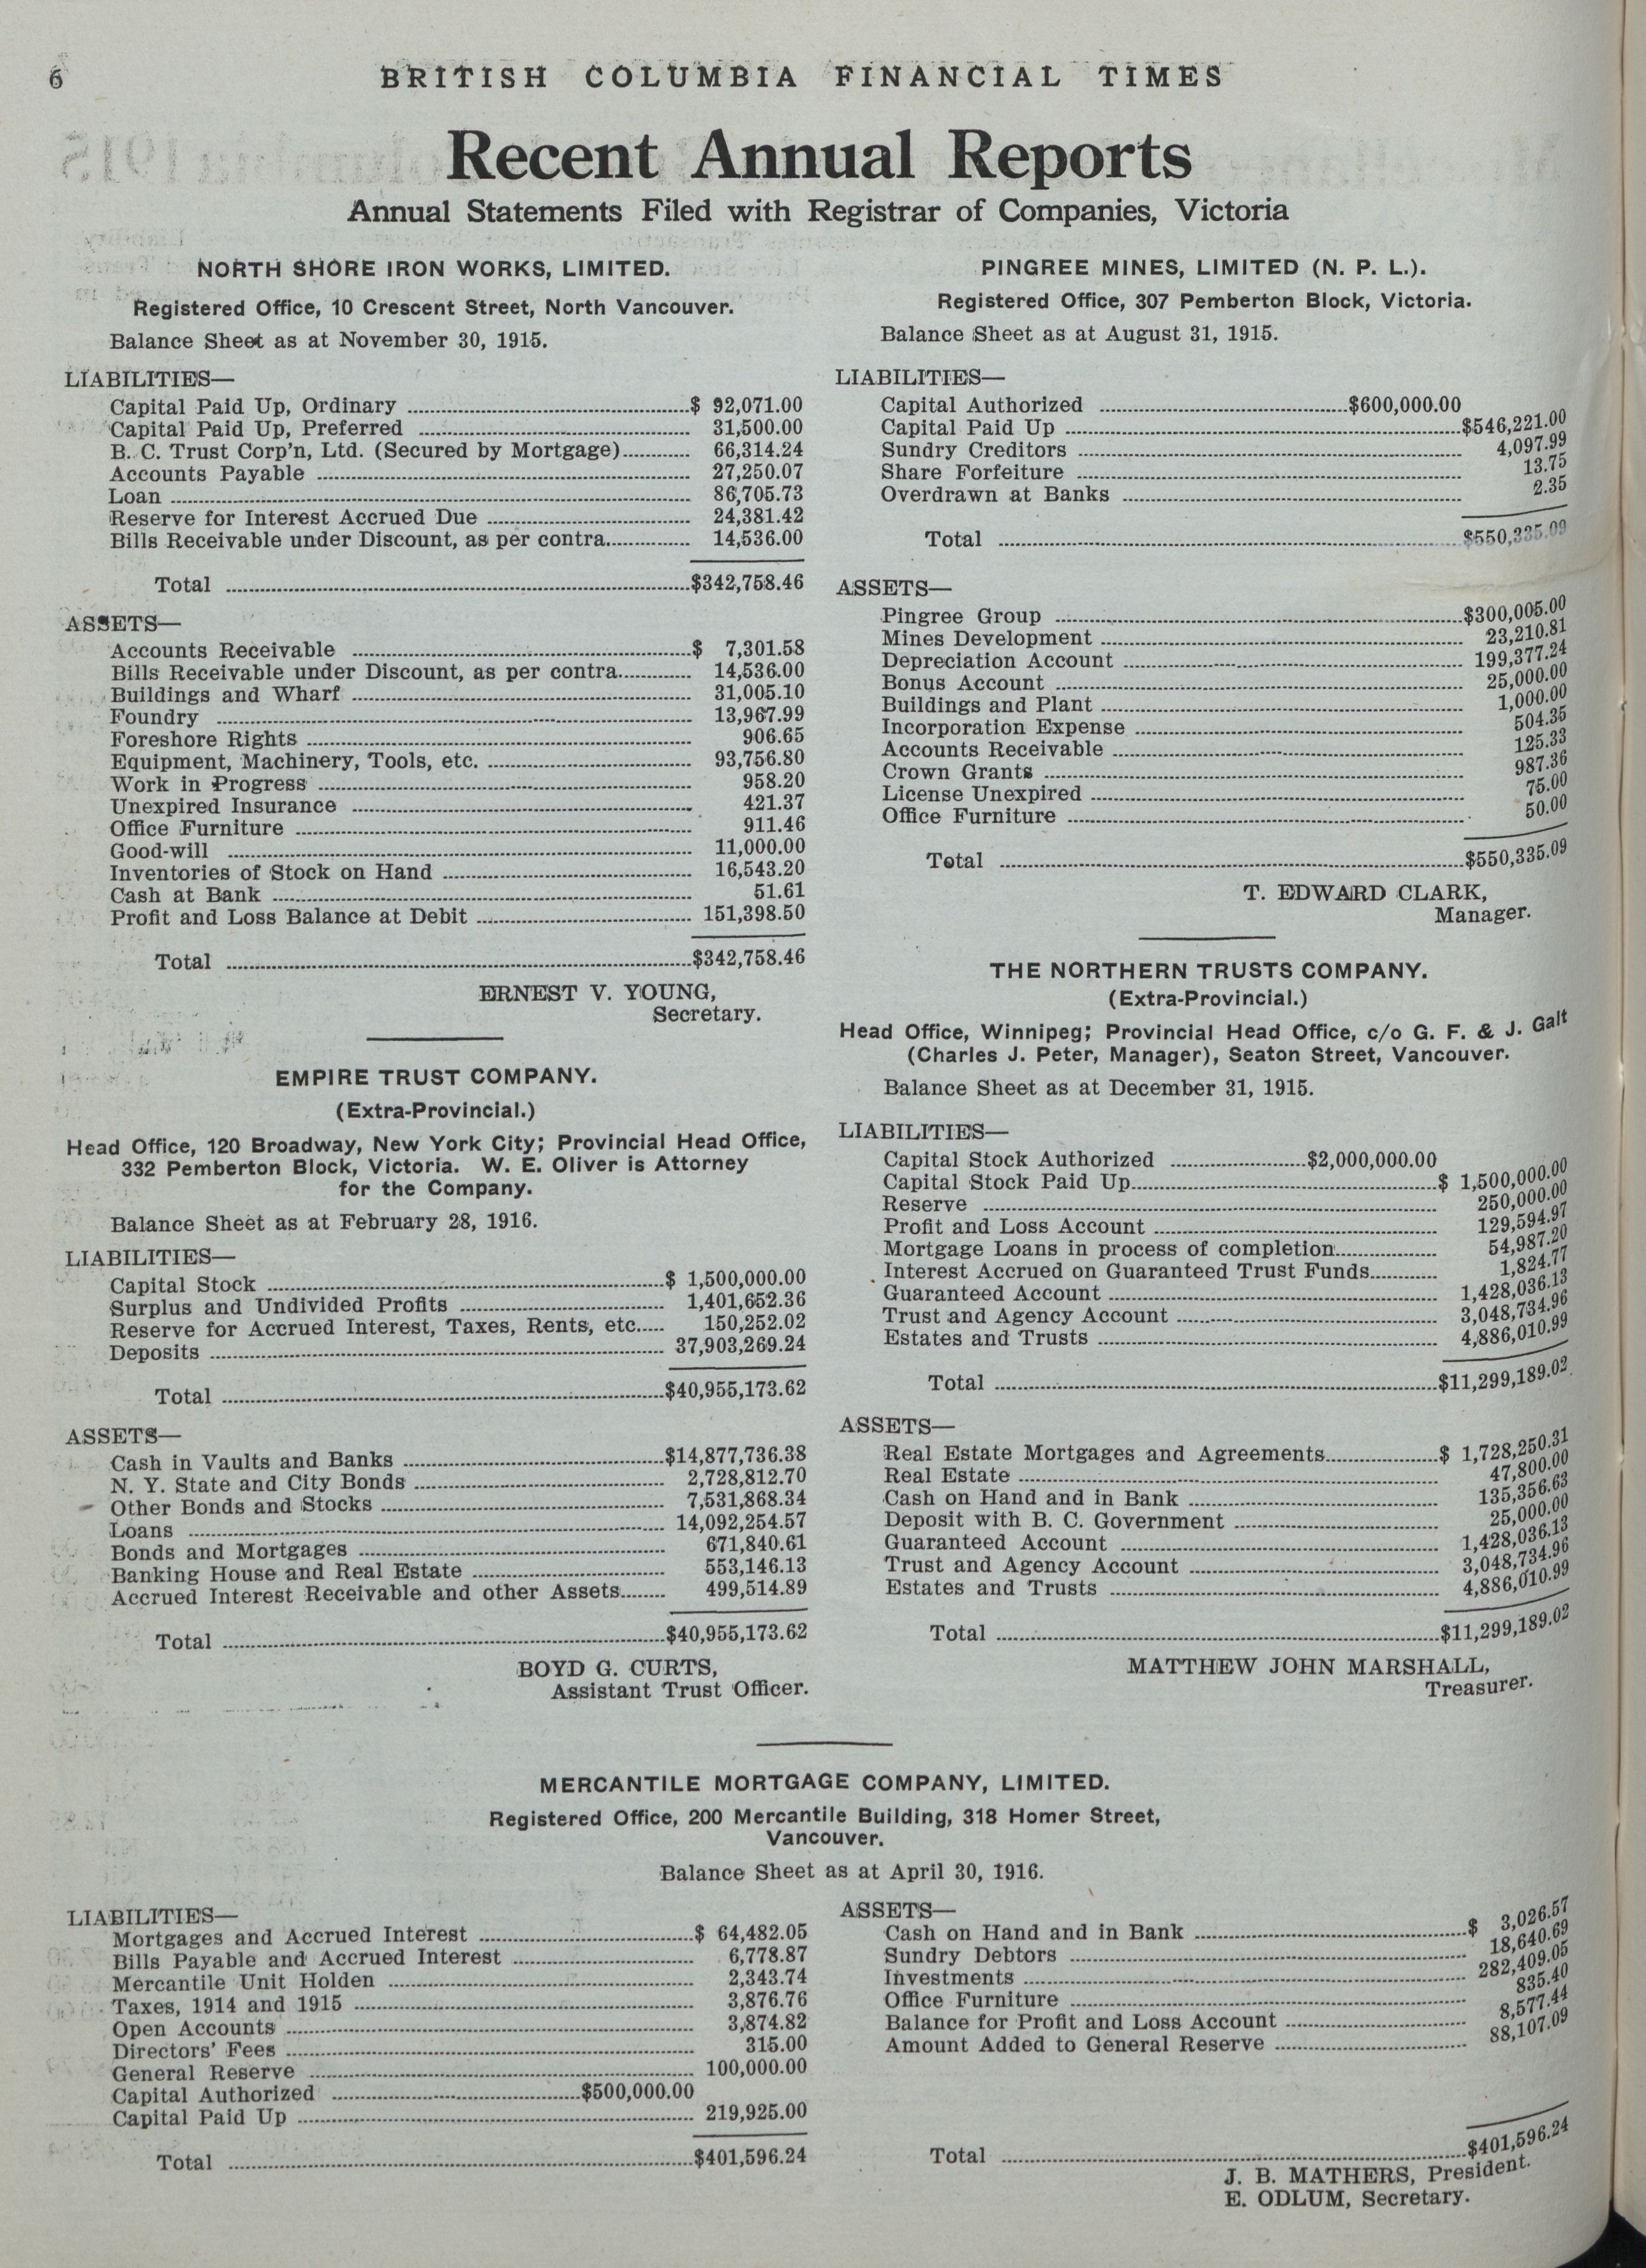 6
BRITISH COLUMBIA FINANCIAL TIMES
Recent Annual Reports
Annual Statements Filed with Registrar of Companies, Victoria
NORTH SHORE IRON WORKS, LIMITED.
Registered Office, 10 Crescent Street, North Vancouver.
Balance Sheet as at November 30, 1915.
LIABILITIES—
Capital Paid Up, Ordinary $ 92,071.00
Capital Paid Up, Preferred 31,500.00
B. C. Trust Corp'n, Ltd. (Secured by Mortgage) 66,314.24
Accounts Payable 27,250.07
Loan 86,705.73
Reserve for Interest Accrued Due 24,381.42
Bills Receivable under Discount, as per contra 14,536.00
Total $342,758.46
ASSETS—
Accounts Receivable $ 7,301.58
Bills Receivable under Discount, as per contra 14,536.00
Buildings and Wharf 31,005.10
Foundry 13,967.99
Foreshore Rights 906.65
Equipment, Machinery, Tools, etc. 93,756.80
Work in Progress 958.20
Unexpired Insurance 421.37
Office Furniture 911.46
Good-will 11,000.00
Inventories of Stock on Hand 16,543.20
Cash at Bank 51.61
Profit and Loss Balance at Debit 151,398.50
Total $342,758.46
ERNEST V. YOUNG,
Secretary.
EMPIRE TRUST COMPANY.
(Extra-Provincial.)
Head Office, 120 Broadway, New York City; Provincial Head Office,
332 Pemberton Block, Victoria. W. E. Oliver is Attorney
for the Company.
Balance Sheet as at February 28, 1916.
LIABILITIES—
Capital Stock $ 1,500,000.00
Surplus and Undivided Profits 1,401,652.36
Reserve for Accrued Interest, Taxes, Rents, etc. 150,252.02
Deposits 37,903,269.24
Total $40,955,173.62
ASSETS—
Cash in Vaults and Banks $14,877,736.38
N. Y. State and City Bonds 2,728,812.70
Other Bonds and Stocks 7,531,868.34
Loans 14,092,254.57
Bonds and Mortgages 671,840.61
Banking House and Real Estate 553,146.13
Accrued Interest Receivable and other Assets 499,514.89
Total $40,955,173.62
BOYD G. CURTS,
Assistant Trust Officer.
PINGREE MINES, LIMITED (N. P. L.).
Registered Office, 307 Pemberton Block, Victoria.
Balance Sheet as at August 31, 1915.
LIABILITIES—
Capital Authorized $600,000.00
Capital Paid Up $546,221.00
Sundry Creditors 4,097.99
Share Forfeiture 13.75
Overdrawn at Banks 2.35
Total $550,335.09
ASSETS—
Pingree Group $300,005.00
Mines Development 23,210.81
Depreciation Account 199,377.24
Bonus Account 25,000.00
Buildings and Plant 1,000.00
Incorporation Expense 504.35
Accounts Receivable 125.33
Crown Grants 987.36
License Unexpired 75.00
Office Furniture 50.00
Total $550,335.09
T. EDWARD CLARK,
Manager.
THE NORTHERN TRUSTS COMPANY.
(Extra-Provincial.)
Head Office, Winnipeg; Provincial Head Office, c/o G. F. & J. Galt
(Charles J. Peter, Manager), Seaton Street, Vancouver.
Balance Sheet as at December 31, 1915.
LIABILITIES—
Capital Stock Authorized $2,000,000.00
Capital Stock Paid Up $ 1,500,000.00
Reserve 250,000.00
Profit and Loss Account 129,594.97
Mortgage Loans in process of completion 54,987.20
Interest Accrued on Guaranteed Trust Funds 1,824.77
Guaranteed Account 1,428,036.13
Trust and Agency Account 3,048,734.96
Estates and Trusts 4,886,010.99
Total $11,299,189.02
ASSETS—
Real Estate Mortgages and Agreements $ 1,728,250.31
Real Estate 47,800.00
Cash on Hand and in Bank 135,356.63
Deposit with B. C. Government 25,000.00
Guaranteed Account 1,428,036.13
Trust and Agency Account 3,048,734.96
Estates and Trusts 4,886,010.99
Total $11,299,189.02
MATTHEW JOHN MARSHALL,
Treasurer.
MERCANTILE MORTGAGE COMPANY, LIMITED.
Registered Office, 200 Mercantile Building, 318 Homer Street,
Vancouver.
Balance Sheet as at April 30, 1916.
LIABILITIES—
Mortgages and Accrued Interest $ 64,482.05
Bills Payable and Accrued Interest 6,778.87
Mercantile Unit Holden 2,343.74
Taxes, 1914 and 1915 3,876.76
Open Accounts 3,874.82
Directors' Fees 315.00
General Reserve 100,000.00
Capital Authorized $500,000.00
Capital Paid Up 219,925.00
Total $401,596.24
ASSETS—
Cash on Hand and in Bank $ 3,026.57
Sundry Debtors 18,640.69
Investments 282,409.05
Office Furniture 835.40
Balance for Profit and Loss Account 8,577.44
Amount Added to General Reserve 88,107.09
Total $401,596.24
J. B. MATHERS, President.
E. ODLUM, Secretary.